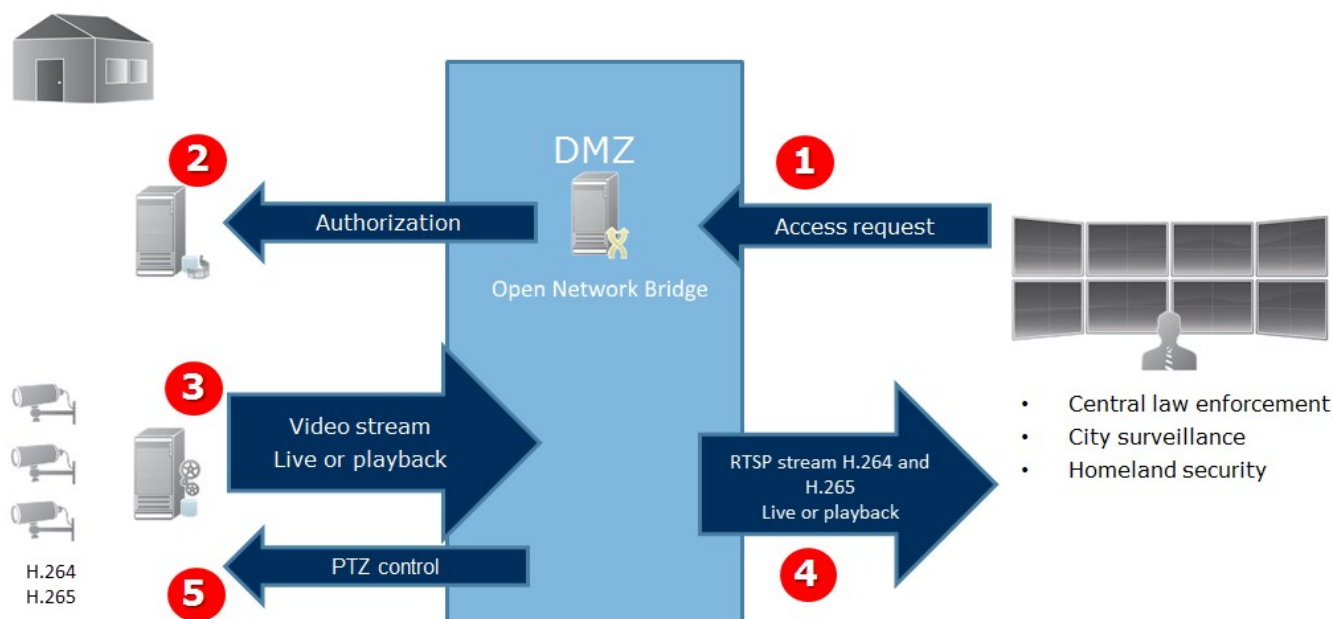 DMZ
1
2
Authorization
Access request
Open Network Bridge
3
Video stream
Live or playback
RTSP stream H.264 and
H.265
Live or playback
• Central law enforcement
• City surveillance
• Homeland security
PTZ control
4
5
H.264
H.265